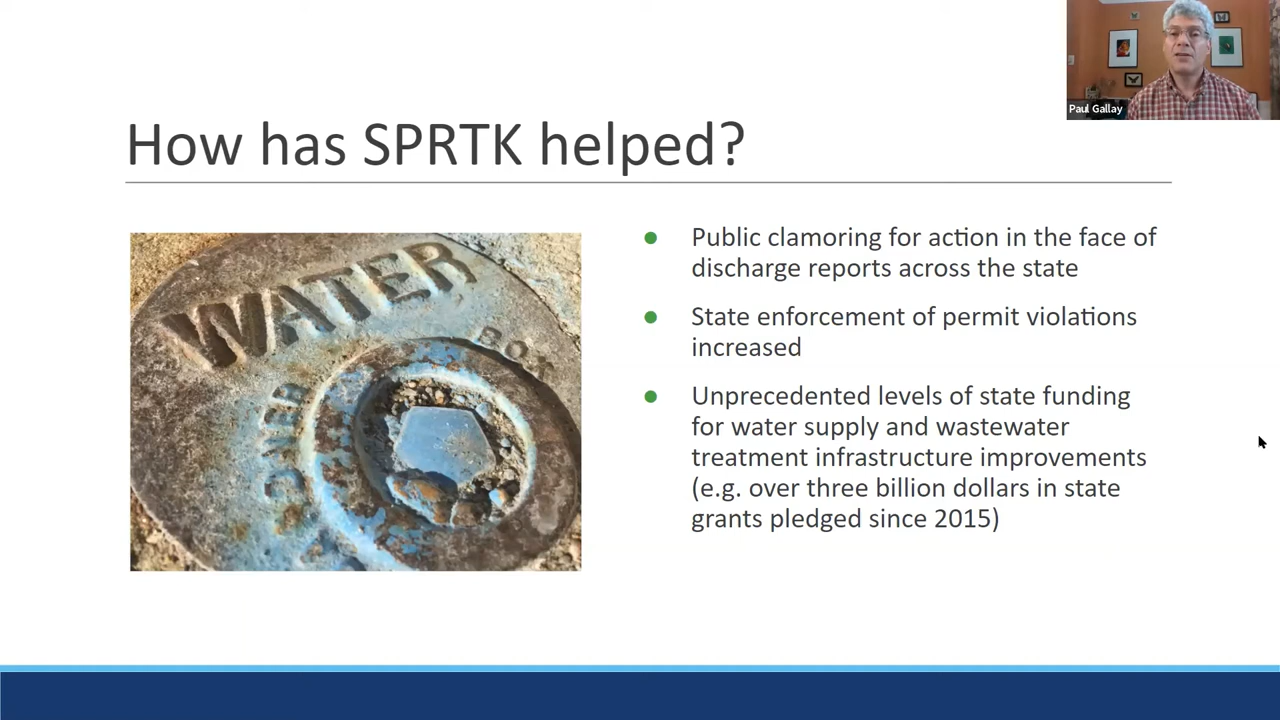 Paul Gallay
How has SPRTK helped?
WATER
BOX
Public clamoring for action in the face of
discharge reports across the state
State enforcement of permit violations
increased
Unprecedented levels of state funding
for water supply and wastewater
treatment infrastructure improvements
(e.g. over three billion dollars in state
grants pledged since 2015)